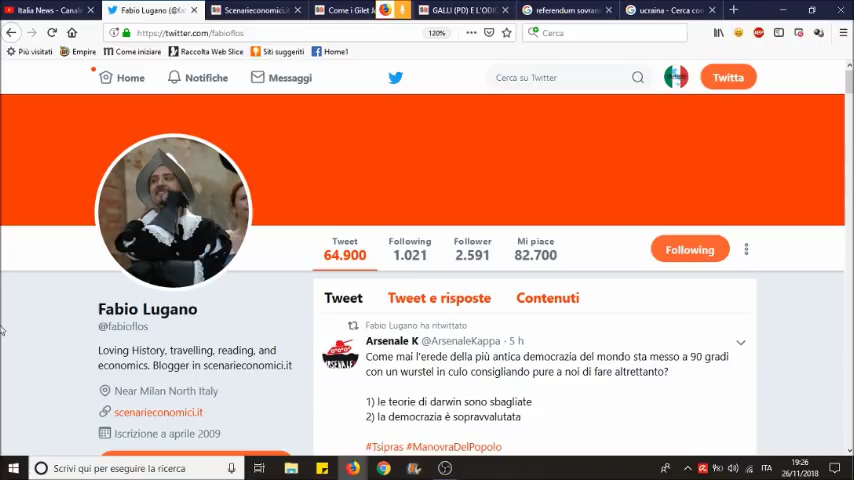 Italia News - Canale
Fabio Lugano (@fa
Scenarieconomici.it
Come i Gilet
GALLI (PD) E L'ODI
referendum sovran
ucraina - Cerca co
https://twitter.com/fabioflos
120%
Cerca
Più visitati
Empire
Come iniziare
Raccolta Web Slice
Siti suggeriti
Home1
Home
Notifiche
Messaggi
Cerca su Twitter
Twitta
Tweet
64.900
Following
1.021
Follower
2.591
Mi piace
82.700
Following
Fabio Lugano
@fabioflos
Loving History, travelling, reading, and
economics. Blogger in scenarieconomici.it
Near Milan North Italy
scenarieconomici.it
Iscrizione a aprile 2009
Tweet
Tweet e risposte
Contenuti
Fabio Lugano ha ritwittato
Arsenale K @ArsenaleKappa · 5 h
Come mai l'erede della più antica democrazia del mondo sta messo a 90 gradi
con un wurstel in culo consigliando pure a noi di fare altrettanto?
1) le teorie di darwin sono sbagliate
2) la democrazia è sopravvalutata
#Tsipras #ManovraDelPopolo
Scrivi qui per eseguire la ricerca
ITA
19:26
26/11/2018